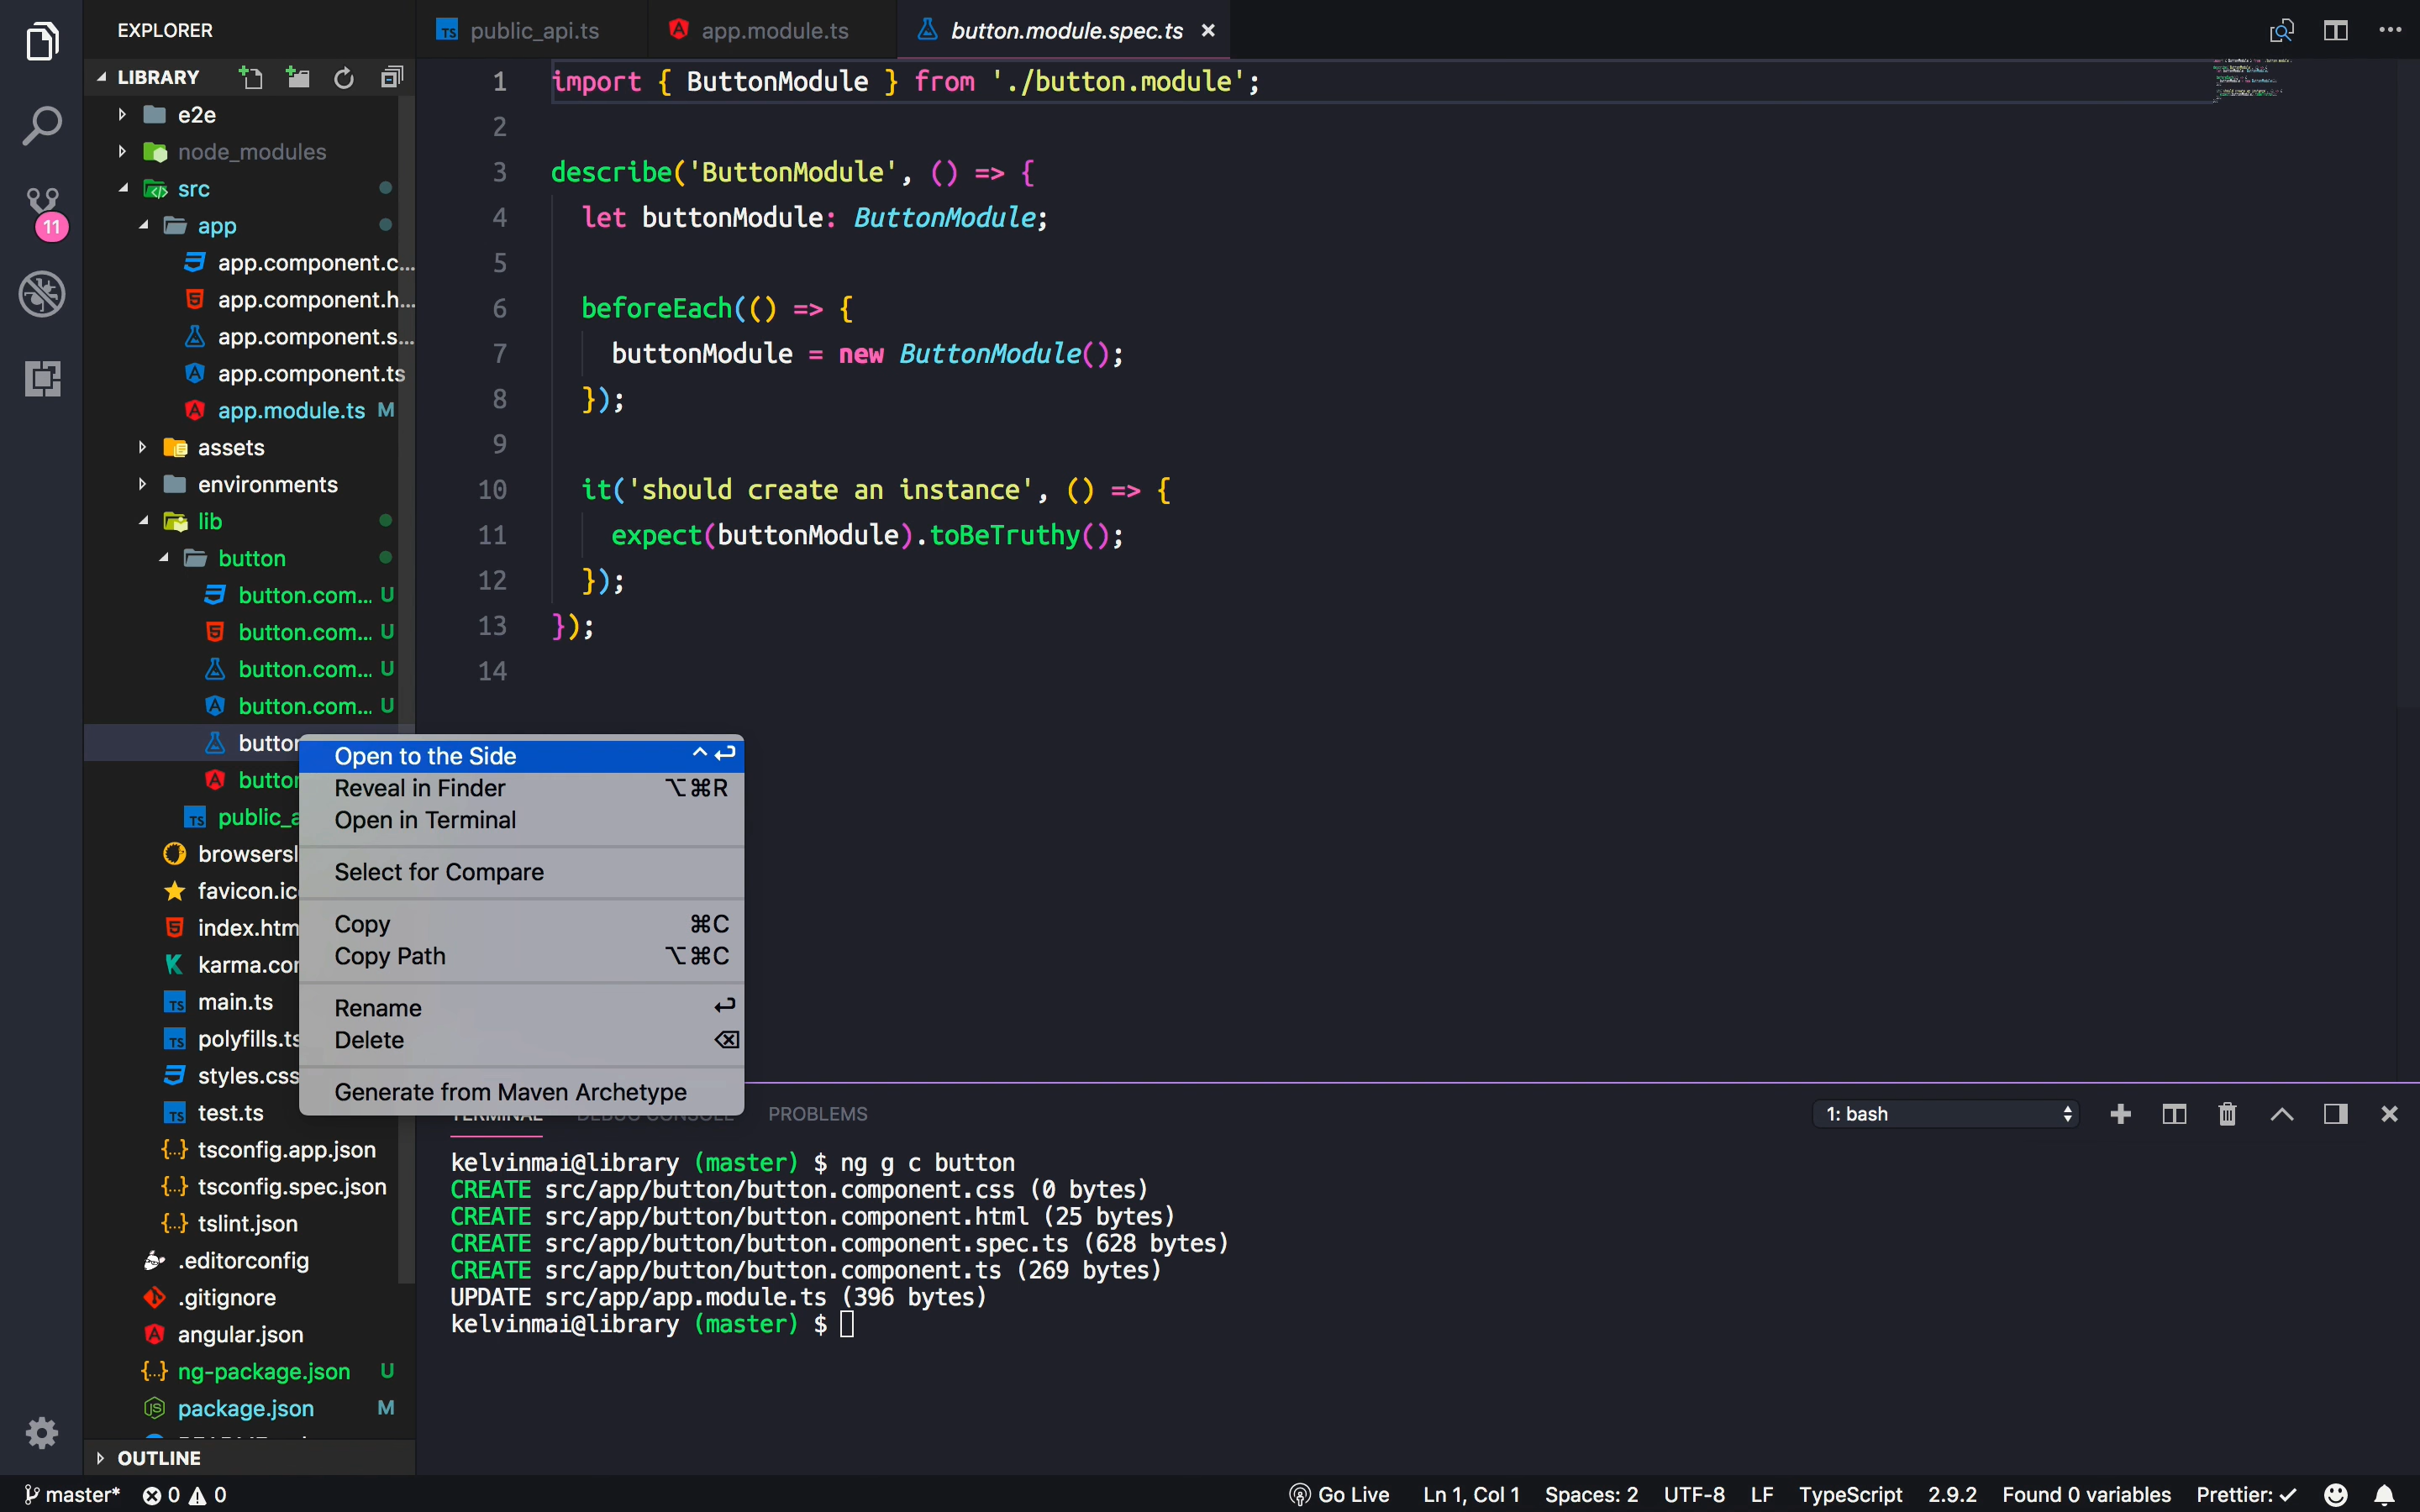 EXPLORER
LIBRARY
e2e
node_modules
src
app
app.component.c...
app.component.h...
app.component.s...
app.component.ts
app.module.ts M
assets
environments
lib
button
button.com... U
button.com... U
button.com... U
button.com... U
button
button
public_a
browsersl
favicon.ic
index.htm
karma.con
main.ts
polyfills.ts
styles.css
test.ts
tsconfig.app.json
tsconfig.spec.json
tslint.json
.editorconfig
.gitignore
angular.json
ng-package.json U
package.json M
OUTLINE
11
public_api.ts
app.module.ts
button.module.spec.ts
1 import { ButtonModule } from './button.module';
2
3 describe('ButtonModule', () => {
4 let buttonModule: ButtonModule;
5
6 beforeEach(() => {
7 buttonModule = new ButtonModule();
8 });
9
10 it('should create an instance', () => {
11 expect(buttonModule).toBeTruthy();
12 });
13 });
14
Open to the Side ^↩
Reveal in Finder ⌥⌘R
Open in Terminal
Select for Compare
Copy ⌘C
Copy Path ⌥⌘C
Rename ↩
Delete ⌫
Generate from Maven Archetype
TERMINAL DEBUG CONSOLE PROBLEMS
1: bash
kelvinmai@library (master) $ ng g c button
CREATE src/app/button/button.component.css (0 bytes)
CREATE src/app/button/button.component.html (25 bytes)
CREATE src/app/button/button.component.spec.ts (628 bytes)
CREATE src/app/button/button.component.ts (269 bytes)
UPDATE src/app/app.module.ts (396 bytes)
kelvinmai@library (master) $
master* 0 0 Go Live Ln 1, Col 1 Spaces: 2 UTF-8 LF TypeScript 2.9.2 Found 0 variables Prettier: ✓